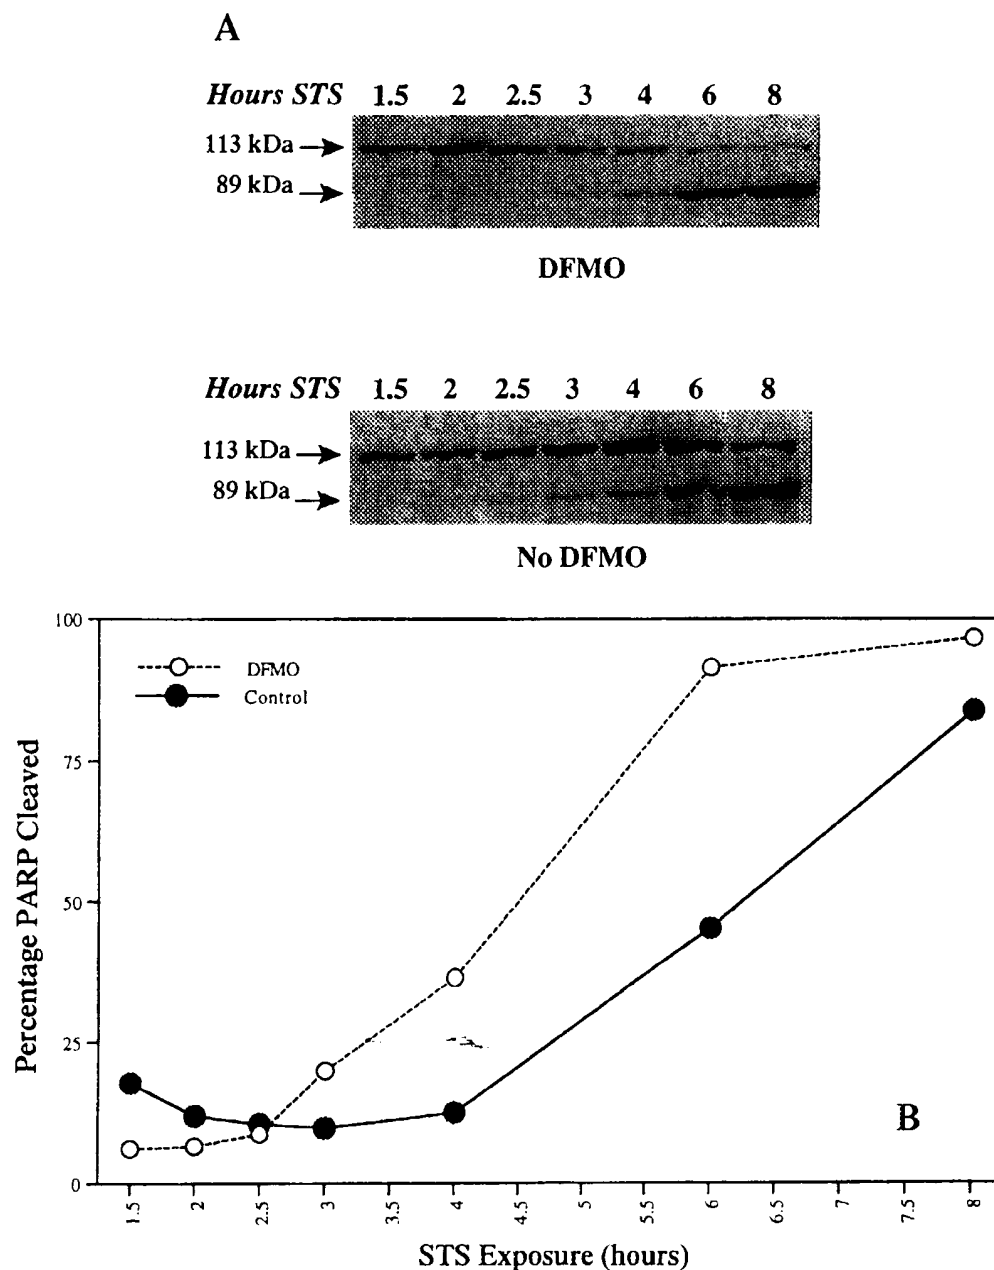 A
Hours STS 1.5 2 2.5 3 4 6 8
113 kDa
89 kDa
DFMO
Hours STS 1.5 2 2.5 3 4 6 8
113 kDa
89 kDa
No DFMO
100
75
50
25
0
Percentage PARP Cleaved
DFMO
Control
B
1.5 2 2.5 3 3.5 4 4.5 5 5.5 6 6.5 7 7.5 8
STS Exposure (hours)